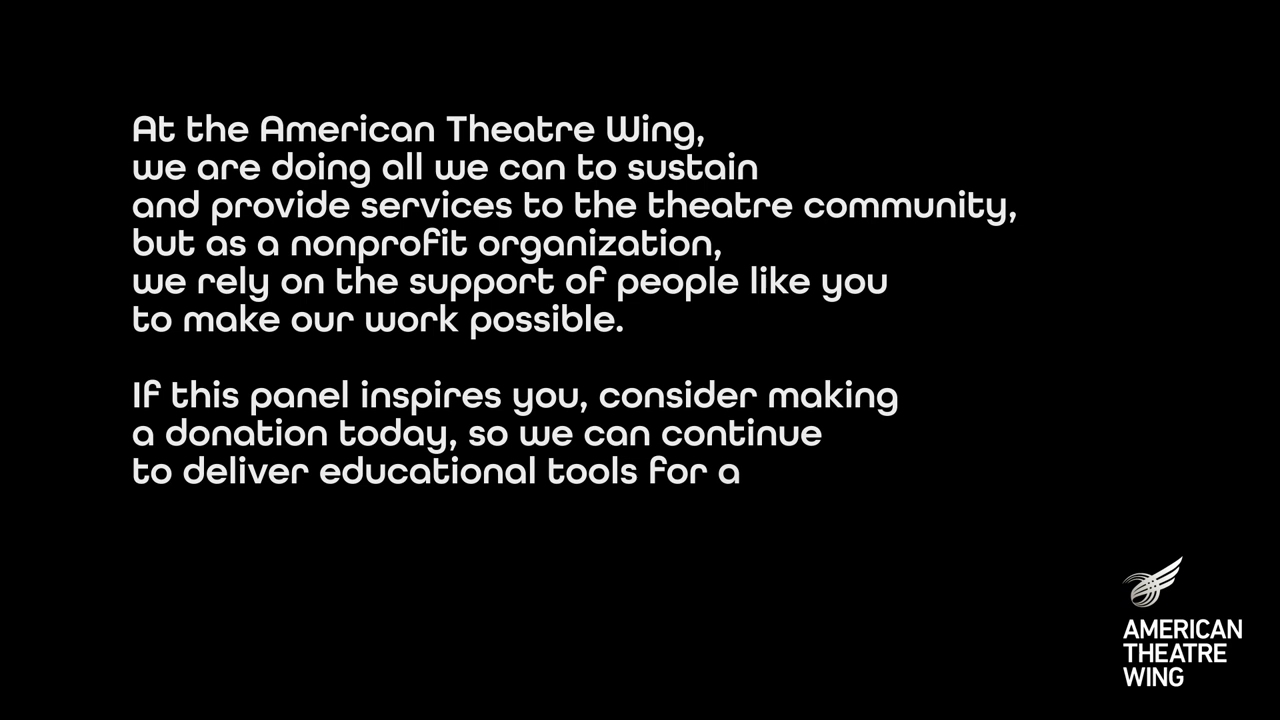 At the American Theatre Wing,
we are doing all we can to sustain
and provide services to the theatre community,
but as a nonprofit organization,
we rely on the support of people like you
to make our work possible.
If this panel inspires you, consider making
a donation today, so we can continue
to deliver educational tools for a
AMERICAN
THEATRE
WING